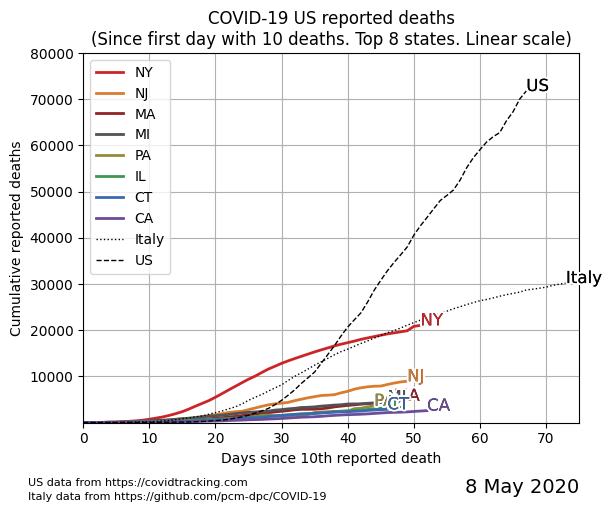 COVID-19 US reported deaths
(Since first day with 10 deaths. Top 8 states. Linear scale)
80000
70000
60000
50000
40000
30000
20000
10000
Cumulative reported deaths
NY
NJ
MA
MI
PA
IL
CT
CA
Italy
US
US
Italy
NY
NJ
CT
CA
0 10 20 30 40 50 60 70
Days since 10th reported death
US data from https://covidtracking.com
Italy data from https://github.com/pcm-dpc/COVID-19
8 May 2020